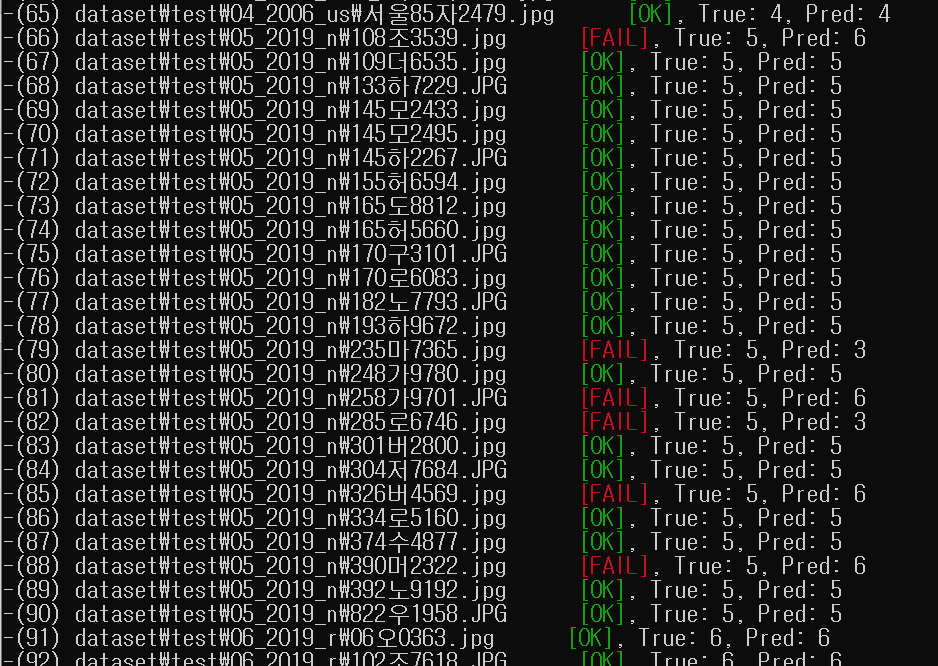 -(65) dataset₩test₩04_2006_us₩서울85자2479.jpg [OK], True: 4, Pred: 4
-(66) dataset₩test₩05_2019_n₩108조3539.jpg [FAIL], True: 5, Pred: 6
-(67) dataset₩test₩05_2019_n₩109더6535.jpg [OK], True: 5, Pred: 5
-(68) dataset₩test₩05_2019_n₩133하7229.JPG [OK], True: 5, Pred: 5
-(69) dataset₩test₩05_2019_n₩145모2433.jpg [OK], True: 5, Pred: 5
-(70) dataset₩test₩05_2019_n₩145모2495.jpg [OK], True: 5, Pred: 5
-(71) dataset₩test₩05_2019_n₩145하2267.JPG [OK], True: 5, Pred: 5
-(72) dataset₩test₩05_2019_n₩155허6594.jpg [OK], True: 5, Pred: 5
-(73) dataset₩test₩05_2019_n₩165도8812.jpg [OK], True: 5, Pred: 5
-(74) dataset₩test₩05_2019_n₩165허5660.jpg [OK], True: 5, Pred: 5
-(75) dataset₩test₩05_2019_n₩170구3101.JPG [OK], True: 5, Pred: 5
-(76) dataset₩test₩05_2019_n₩170로6083.jpg [OK], True: 5, Pred: 5
-(77) dataset₩test₩05_2019_n₩182노7793.JPG [OK], True: 5, Pred: 5
-(78) dataset₩test₩05_2019_n₩193하9672.jpg [OK], True: 5, Pred: 5
-(79) dataset₩test₩05_2019_n₩235마7365.jpg [FAIL], True: 5, Pred: 3
-(80) dataset₩test₩05_2019_n₩248가9780.jpg [OK], True: 5, Pred: 5
-(81) dataset₩test₩05_2019_n₩258가9701.JPG [FAIL], True: 5, Pred: 6
-(82) dataset₩test₩05_2019_n₩285로6746.jpg [FAIL], True: 5, Pred: 3
-(83) dataset₩test₩05_2019_n₩301버2800.jpg [OK], True: 5, Pred: 5
-(84) dataset₩test₩05_2019_n₩304저7684.JPG [OK], True: 5, Pred: 5
-(85) dataset₩test₩05_2019_n₩326버4569.jpg [FAIL], True: 5, Pred: 6
-(86) dataset₩test₩05_2019_n₩334로5160.jpg [OK], True: 5, Pred: 5
-(87) dataset₩test₩05_2019_n₩374수4877.jpg [OK], True: 5, Pred: 5
-(88) dataset₩test₩05_2019_n₩390머2322.jpg [FAIL], True: 5, Pred: 6
-(89) dataset₩test₩05_2019_n₩392노9192.jpg [OK], True: 5, Pred: 5
-(90) dataset₩test₩05_2019_n₩822우1958.JPG [OK], True: 5, Pred: 5
-(91) dataset₩test₩06_2019_r₩06오0363.jpg [OK], True: 6, Pred: 6
-(92) dataset₩test₩06_2019_r₩102조7618.JPG [OK], True: 6, Pred: 6